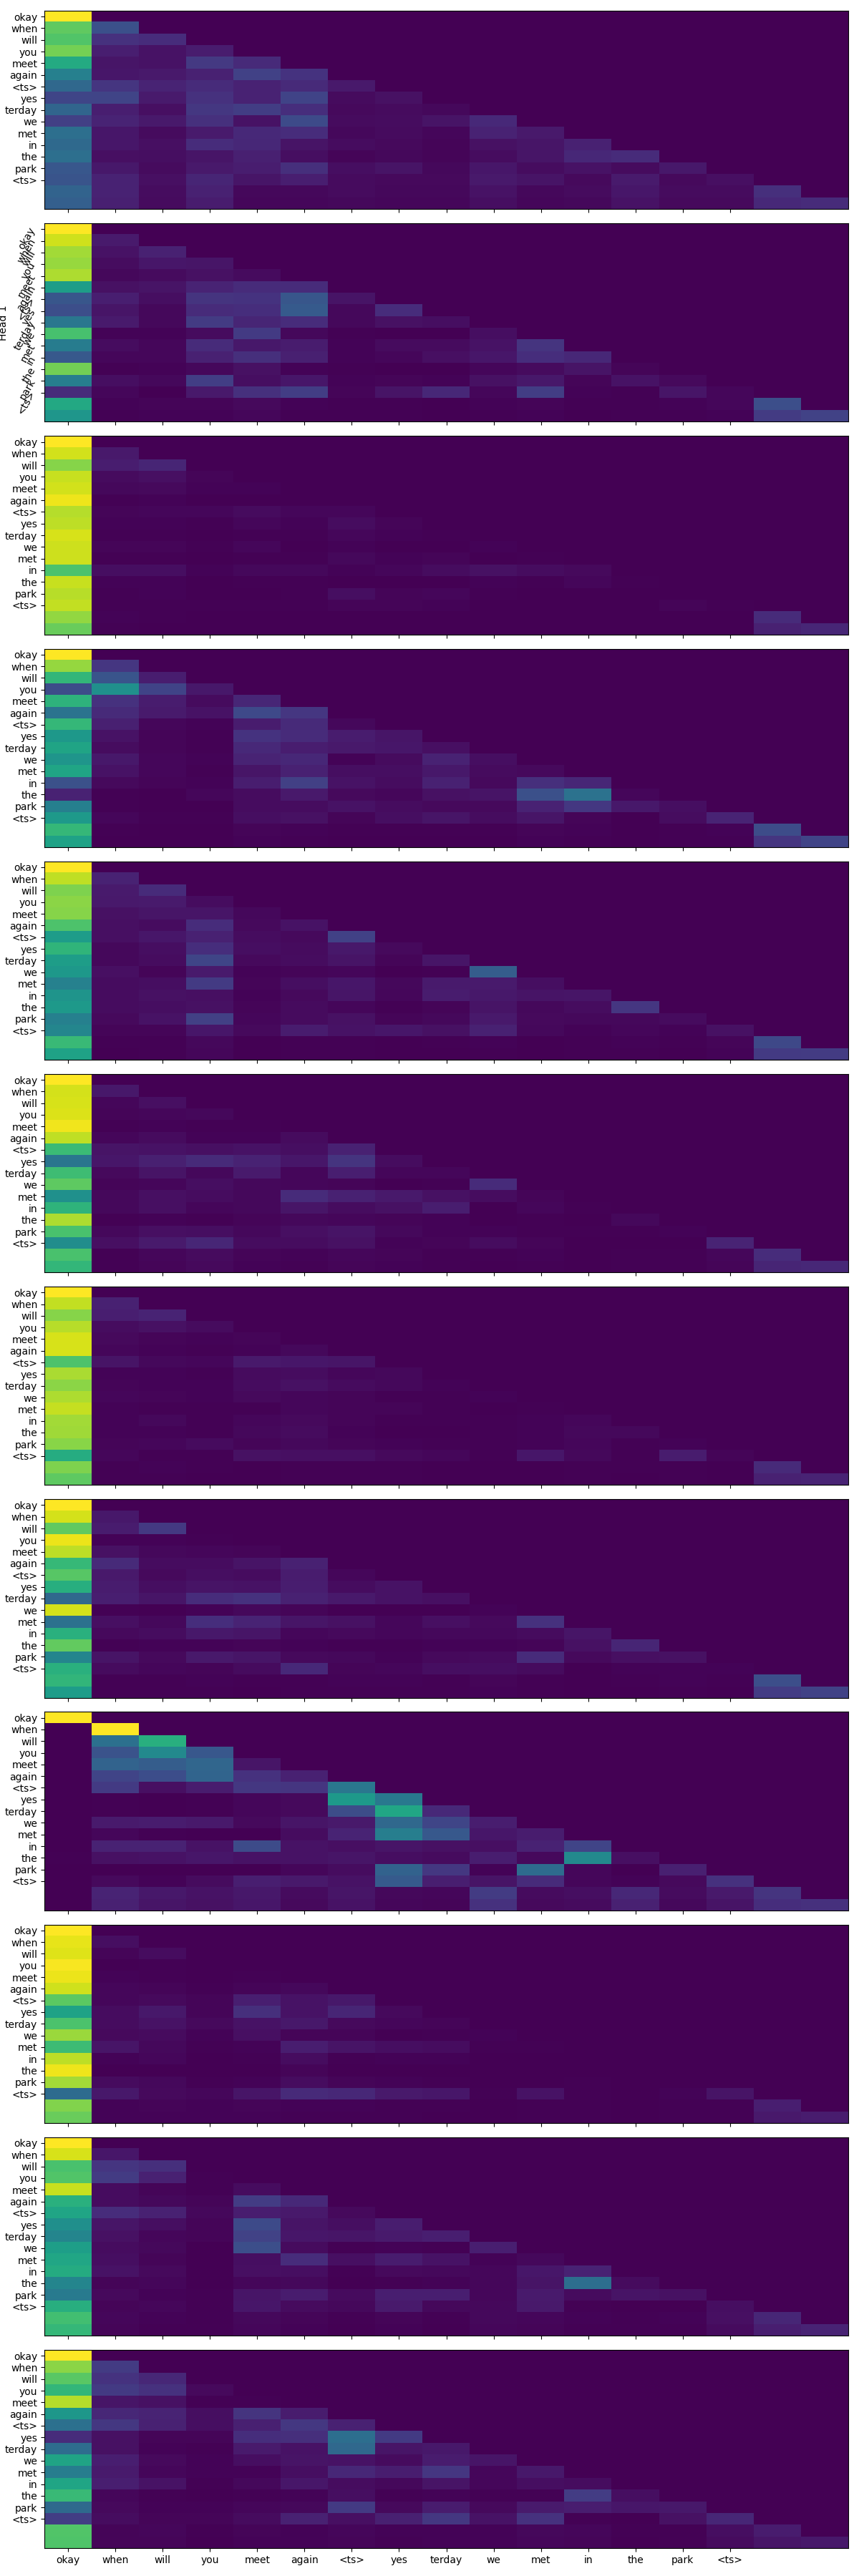 okay
when
will
you
meet
again
<ts>
yes
terday
we
met
in
the
park
<ts>
Head 1
okay
when
will
you
meet
again
<ts>
yes
terday
we
met
in
the
park
<ts>
okay
when
will
you
meet
again
<ts>
yes
terday
we
met
in
the
park
<ts>
okay
when
will
you
meet
again
<ts>
yes
terday
we
met
in
the
park
<ts>
okay
when
will
you
meet
again
<ts>
yes
terday
we
met
in
the
park
<ts>
okay
when
will
you
meet
again
<ts>
yes
terday
we
met
in
the
park
<ts>
okay
when
will
you
meet
again
<ts>
yes
terday
we
met
in
the
park
<ts>
okay
when
will
you
meet
again
<ts>
yes
terday
we
met
in
the
park
<ts>
okay
when
will
you
meet
again
<ts>
yes
terday
we
met
in
the
park
<ts>
okay
when
will
you
meet
again
<ts>
yes
terday
we
met
in
the
park
<ts>
okay
when
will
you
meet
again
<ts>
yes
terday
we
met
in
the
park
<ts>
okay
when
will
you
meet
again
<ts>
yes
terday
we
met
in
the
park
<ts>
okay when will you meet again <ts> yes terday we met in the park <ts>